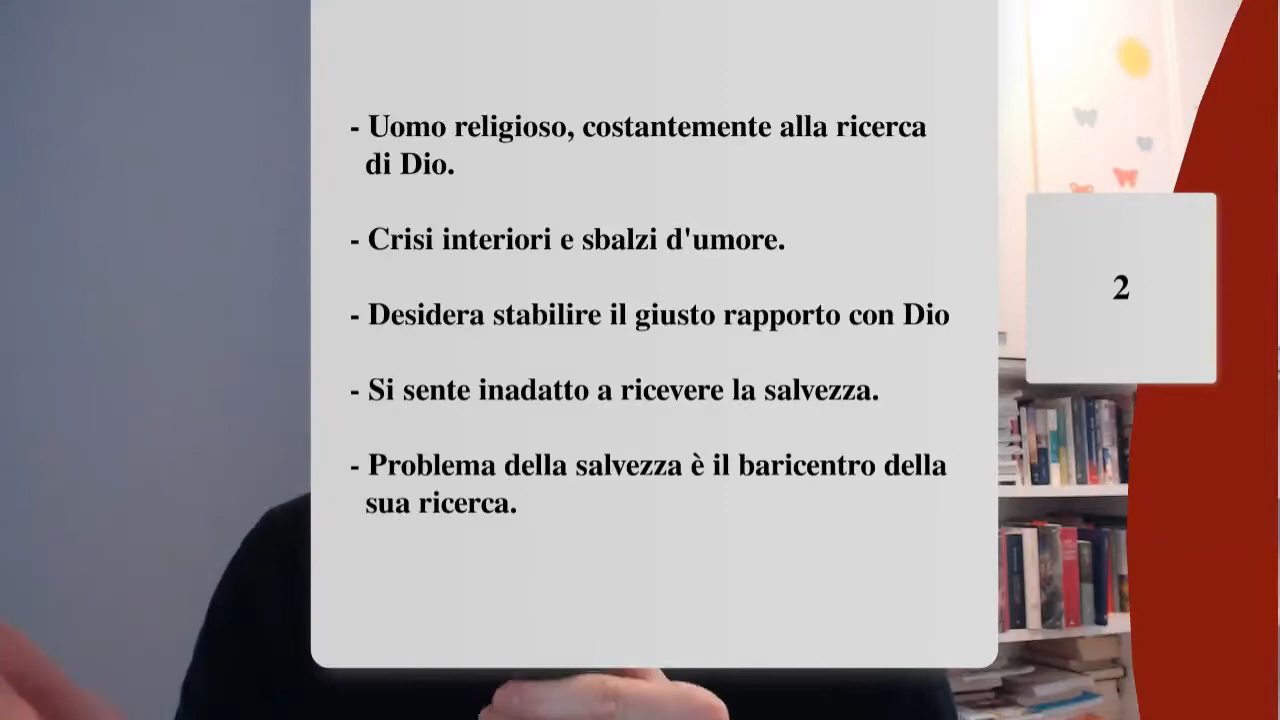 - Uomo religioso, costantemente alla ricerca
di Dio.
- Crisi interiori e sbalzi d'umore.
- Desidera stabilire il giusto rapporto con Dio
- Si sente inadatto a ricevere la salvezza.
- Problema della salvezza è il baricentro della
sua ricerca.
2